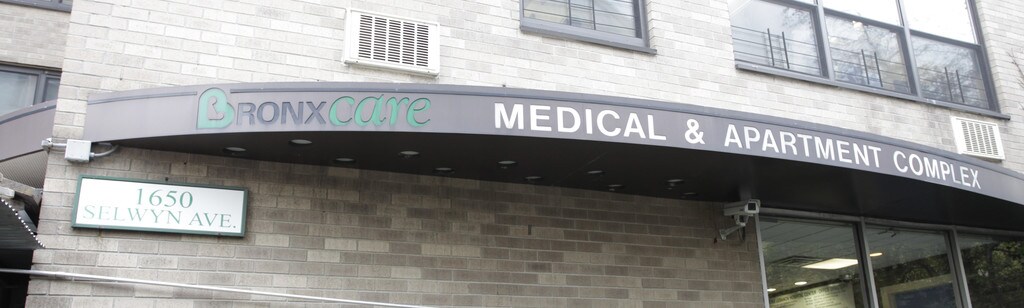 BRONXCARE MEDICAL & APARTMENT COMPLEX
1650
SELWYN AVE.